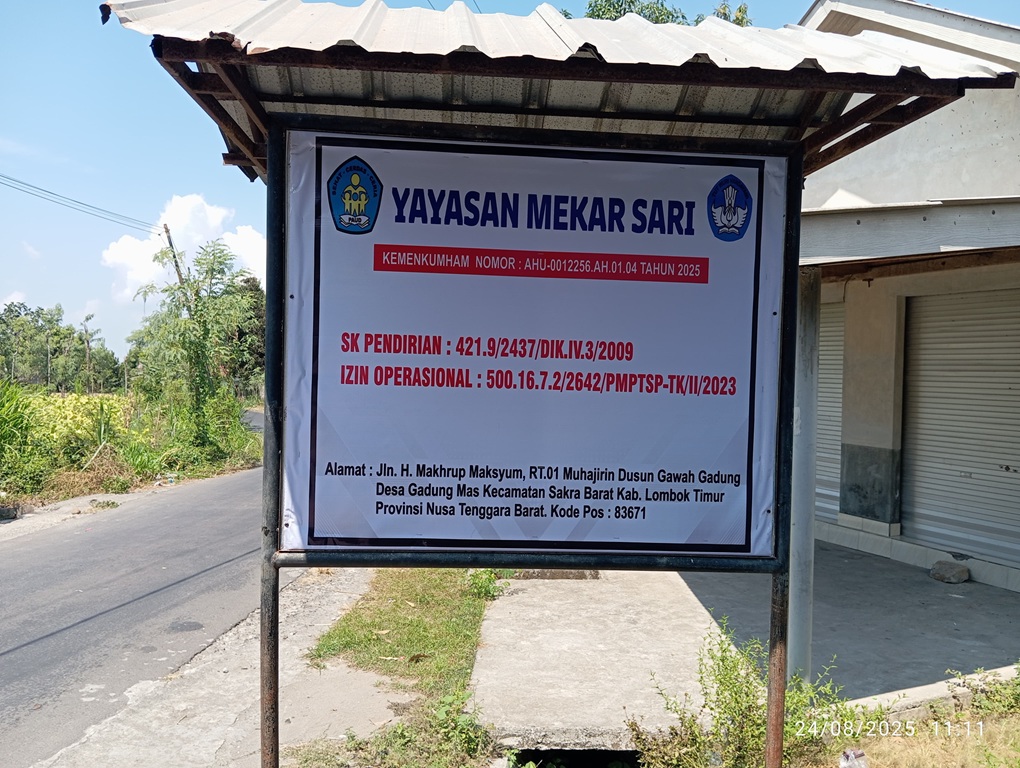 YAYASAN MEKAR SARI
KEMENKUMHAM NOMOR : AHU-0012256.AH.01.04 TAHUN 2025
SK PENDIRIAN : 421.9/2437/DIK.IV.3/2009
IZIN OPERASIONAL : 500.16.7.2/2642/PMPTSP-TK/II/2023
Alamat : Jln. H. Makhrup Maksyum, RT.01 Muhajirin Dusun Gawah Gadung
Desa Gadung Mas Kecamatan Sakra Barat Kab. Lombok Timur
Provinsi Nusa Tenggara Barat. Kode Pos : 83671
PAUD
24/08/2025 11:11